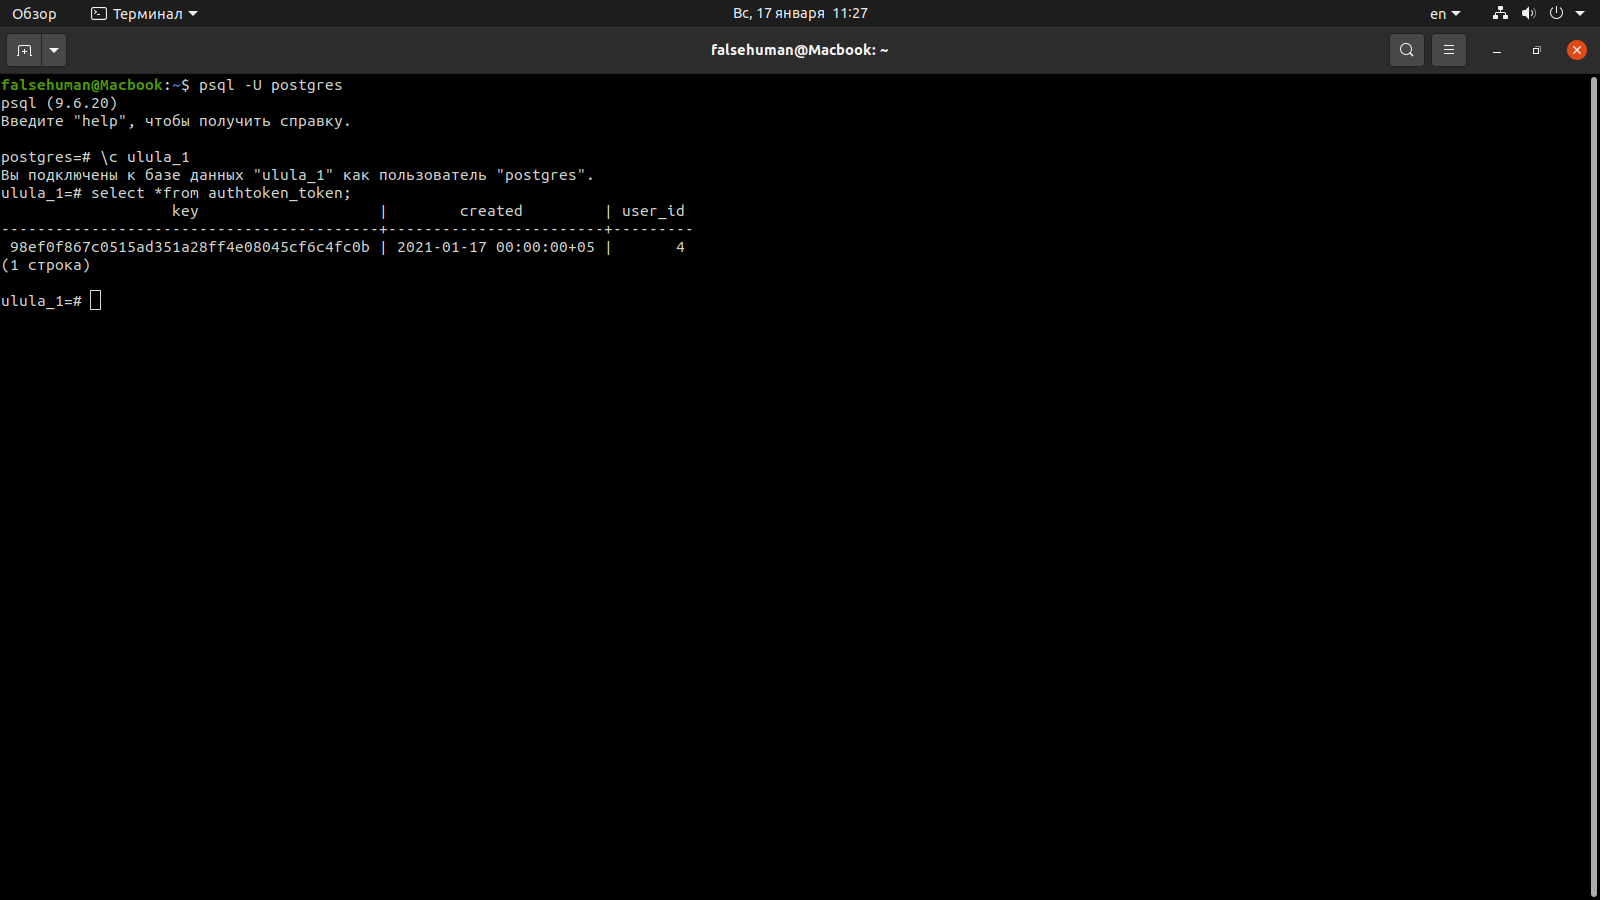 Обзор Терминал Вс, 17 января 11:27 en
falsehuman@Macbook: ~
falsehuman@Macbook:~$ psql -U postgres
psql (9.6.20)
Введите "help", чтобы получить справку.
postgres=# \c ulula_1
Вы подключены к базе данных "ulula_1" как пользователь "postgres".
ulula_1=# select *from authtoken_token;
key | created | user_id
------------------------------------------+------------------------+---------
98ef0f867c0515ad351a28ff4e08045cf6c4fc0b | 2021-01-17 00:00:00+05 | 4
(1 строка)
ulula_1=#